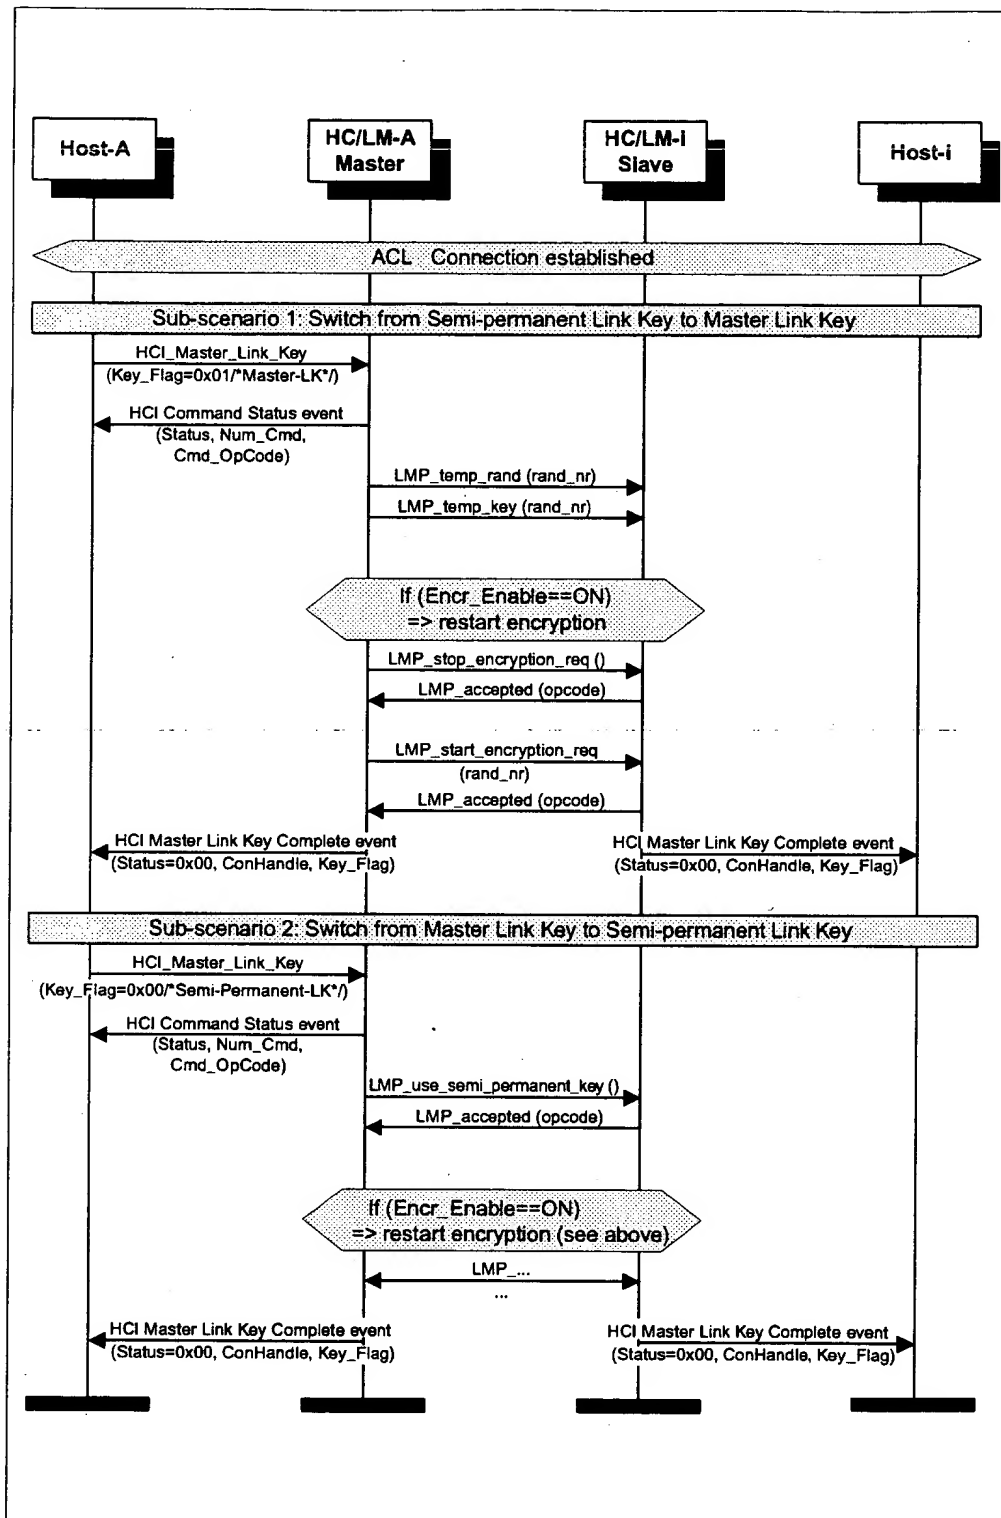 Host-A
HC/LM-A
Master
HC/LM-i
Slave
Host-i
ACL Connection established
Sub-scenario 1: Switch from Semi-permanent Link Key to Master Link Key
HCI_Master_Link_Key
(Key_Flag=0x01/*Master-LK*/)
HCI Command Status event
(Status, Num_Cmd,
Cmd_OpCode)
LMP_temp_rand (rand_nr)
LMP_temp_key (rand_nr)
If (Encr_Enable==ON)
=> restart encryption
LMP_stop_encryption_req ()
LMP_accepted (opcode)
LMP_start_encryption_req
(rand_nr)
LMP_accepted (opcode)
HCI Master Link Key Complete event
(Status=0x00, ConHandle, Key_Flag)
HCI Master Link Key Complete event
(Status=0x00, ConHandle, Key_Flag)
Sub-scenario 2: Switch from Master Link Key to Semi-permanent Link Key
HCI_Master_Link_Key
(Key_Flag=0x00/*Semi-Permanent-LK*/)
HCI Command Status event
(Status, Num_Cmd,
Cmd_OpCode)
LMP_use_semi_permanent_key ()
LMP_accepted (opcode)
If (Encr_Enable==ON)
=> restart encryption (see above)
LMP_...
...
HCI Master Link Key Complete event
(Status=0x00, ConHandle, Key_Flag)
HCI Master Link Key Complete event
(Status=0x00, ConHandle, Key_Flag)